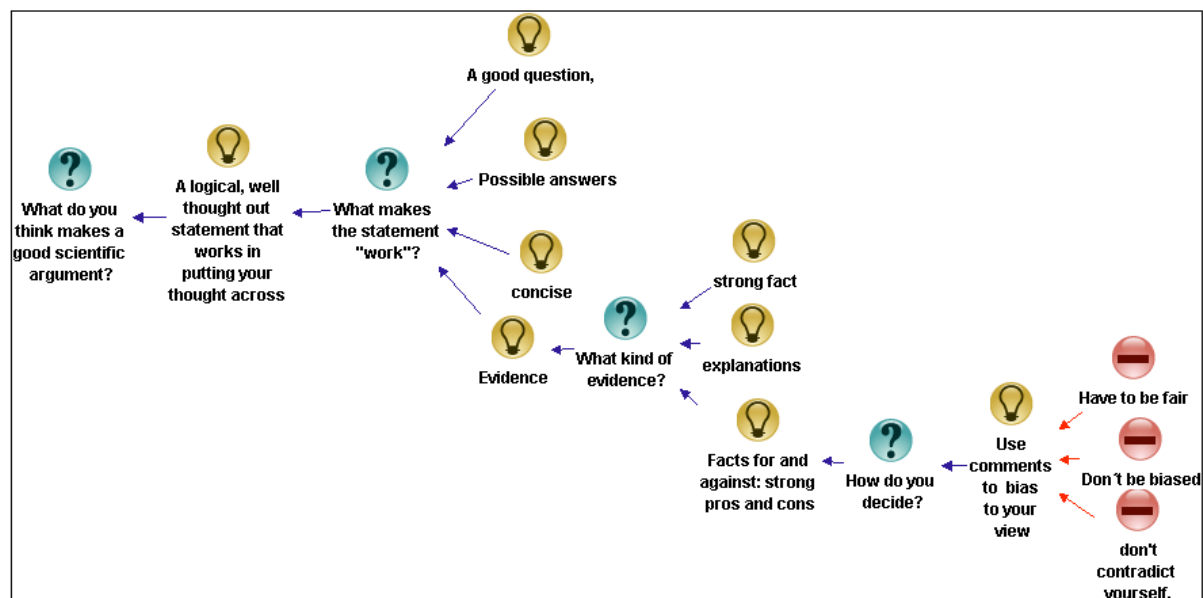 A good question,
Possible answers
What do you
think makes a
good scientific
argument?
A logical, well
thought out
statement that
works in
putting your
thought across
What makes
the statement
"work"?
concise
Evidence
strong fact
What kind of
evidence?
explanations
Facts for and
against: strong
pros and cons
How do you
decide?
Use
comments
to bias
to your
view
Have to be fair
Don´t be biased
don't
contradict
yourself.